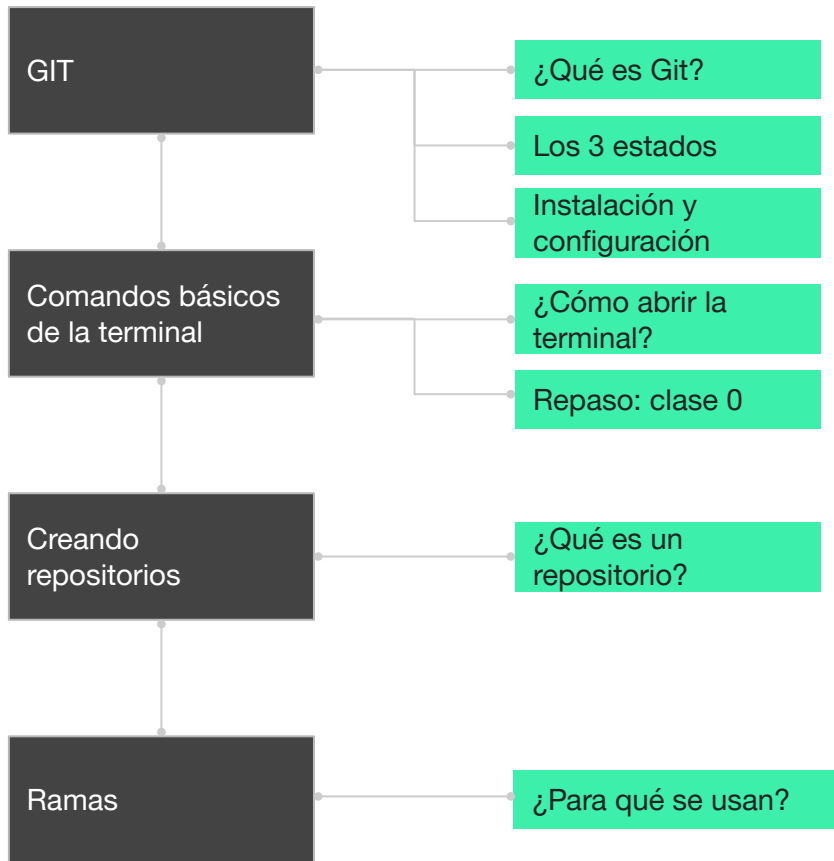 GIT
¿Qué es Git?
Los 3 estados
Instalación y
configuración
Comandos básicos
de la terminal
¿Cómo abrir la
terminal?
Repaso: clase 0
Creando
repositorios
¿Qué es un
repositorio?
Ramas
¿Para qué se usan?